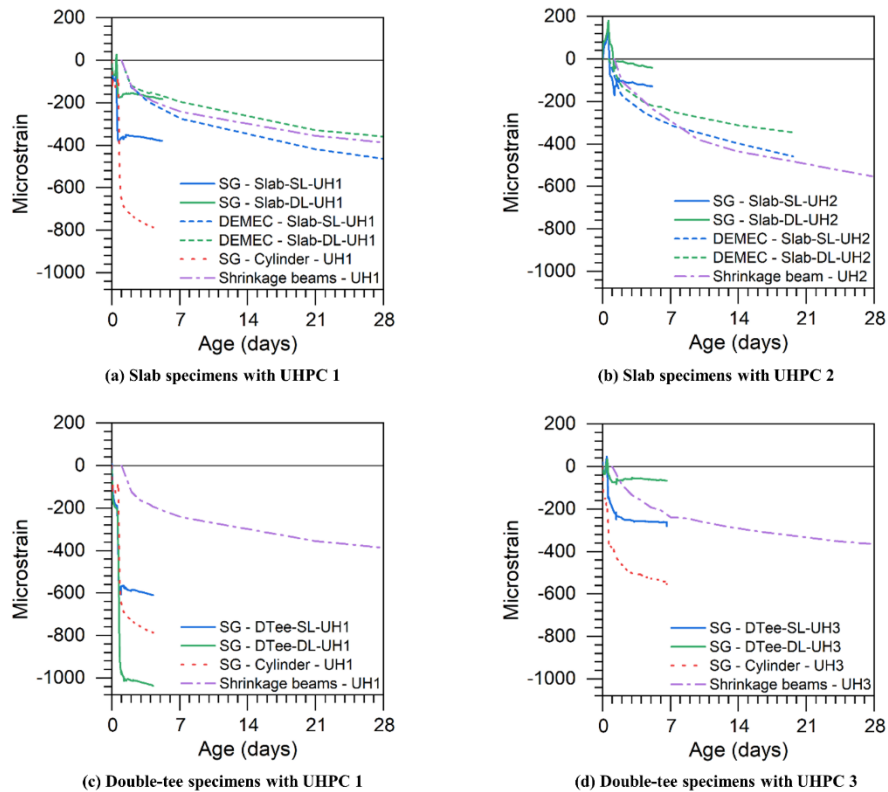 200
0
-200
-400
-600
-800
-1000
Microstrain
SG - Slab-SL-UH1
SG - Slab-DL-UH1
DEMEC - Slab-SL-UH1
DEMEC - Slab-DL-UH1
SG - Cylinder - UH1
Shrinkage beams - UH1
0 7 14 21 28
Age (days)
(a) Slab specimens with UHPC 1
200
0
-200
-400
-600
-800
-1000
Microstrain
SG - Slab-SL-UH2
SG - Slab-DL-UH2
DEMEC - Slab-SL-UH2
DEMEC - Slab-DL-UH2
Shrinkage beam - UH2
0 7 14 21 28
Age (days)
(b) Slab specimens with UHPC 2
200
0
-200
-400
-600
-800
-1000
Microstrain
SG - DTee-SL-UH1
SG - DTee-DL-UH1
SG - Cylinder - UH1
Shrinkage beams - UH1
0 7 14 21 28
Age (days)
(c) Double-tee specimens with UHPC 1
200
0
-200
-400
-600
-800
-1000
Microstrain
SG - DTee-SL-UH3
SG - DTee-DL-UH3
SG - Cylinder - UH3
Shrinkage beams - UH3
0 7 14 21 28
Age (days)
(d) Double-tee specimens with UHPC 3